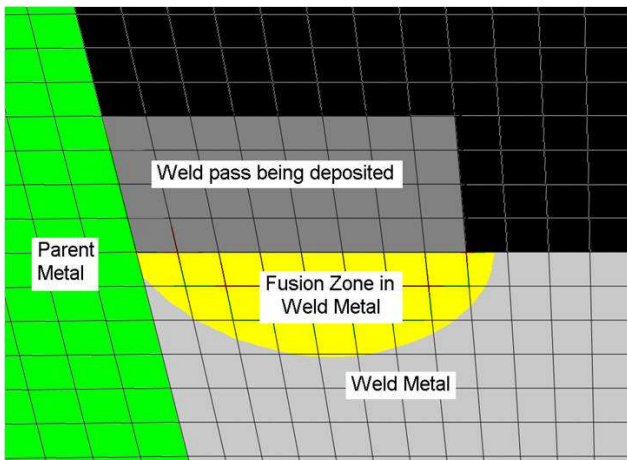 Weld pass being deposited
Parent
Metal
Fusion Zone in
Weld Metal
Weld Metal